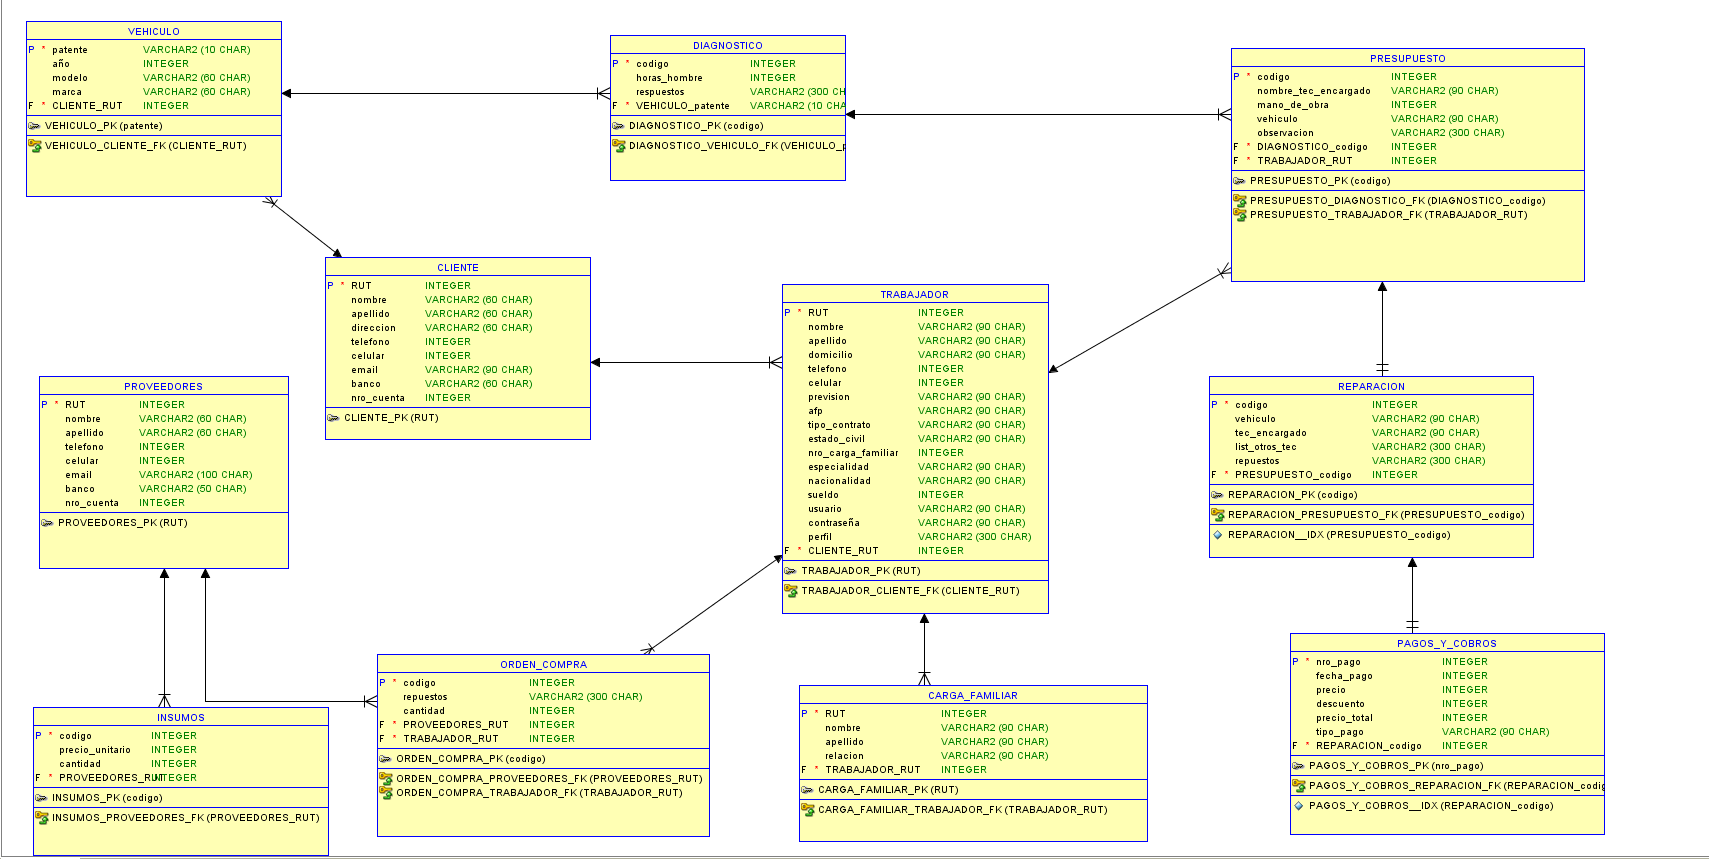 VEHICULO
P * patente VARCHAR2 (10 CHAR)
año INTEGER
modelo VARCHAR2 (60 CHAR)
marca VARCHAR2 (60 CHAR)
F * CLIENTE_RUT INTEGER
VEHICULO_PK (patente)
VEHICULO_CLIENTE_FK (CLIENTE_RUT)
DIAGNOSTICO
P * codigo INTEGER
horas_hombre INTEGER
respuestos VARCHAR2 (300 CH
F * VEHICULO_patente VARCHAR2 (10 CHA
DIAGNOSTICO_PK (codigo)
DIAGNOSTICO_VEHICULO_FK (VEHICULO_p
PRESUPUESTO
P * codigo INTEGER
nombre_tec_encargado VARCHAR2 (90 CHAR)
mano_de_obra INTEGER
vehiculo VARCHAR2 (90 CHAR)
observacion VARCHAR2 (300 CHAR)
F * DIAGNOSTICO_codigo INTEGER
F * TRABAJADOR_RUT INTEGER
PRESUPUESTO_PK (codigo)
PRESUPUESTO_DIAGNOSTICO_FK (DIAGNOSTICO_codigo)
PRESUPUESTO_TRABAJADOR_FK (TRABAJADOR_RUT)
CLIENTE
P * RUT INTEGER
nombre VARCHAR2 (60 CHAR)
apellido VARCHAR2 (60 CHAR)
direccion VARCHAR2 (60 CHAR)
telefono INTEGER
celular INTEGER
email VARCHAR2 (90 CHAR)
banco VARCHAR2 (60 CHAR)
nro_cuenta INTEGER
CLIENTE_PK (RUT)
TRABAJADOR
P * RUT INTEGER
nombre VARCHAR2 (90 CHAR)
apellido VARCHAR2 (90 CHAR)
domicilio VARCHAR2 (90 CHAR)
telefono INTEGER
celular INTEGER
prevision VARCHAR2 (90 CHAR)
afp VARCHAR2 (90 CHAR)
tipo_contrato VARCHAR2 (90 CHAR)
estado_civil VARCHAR2 (90 CHAR)
nro_carga_familiar INTEGER
especialidad VARCHAR2 (90 CHAR)
nacionalidad VARCHAR2 (90 CHAR)
sueldo INTEGER
usuario VARCHAR2 (90 CHAR)
contraseña VARCHAR2 (90 CHAR)
perfil VARCHAR2 (300 CHAR)
F * CLIENTE_RUT INTEGER
TRABAJADOR_PK (RUT)
TRABAJADOR_CLIENTE_FK (CLIENTE_RUT)
PROVEEDORES
P * RUT INTEGER
nombre VARCHAR2 (60 CHAR)
apellido VARCHAR2 (60 CHAR)
telefono INTEGER
celular INTEGER
email VARCHAR2 (100 CHAR)
banco VARCHAR2 (50 CHAR)
nro_cuenta INTEGER
PROVEEDORES_PK (RUT)
REPARACION
P * codigo INTEGER
vehiculo VARCHAR2 (90 CHAR)
tec_encargado VARCHAR2 (90 CHAR)
list_otros_tec VARCHAR2 (300 CHAR)
repuestos VARCHAR2 (300 CHAR)
F * PRESUPUESTO_codigo INTEGER
REPARACION_PK (codigo)
REPARACION_PRESUPUESTO_FK (PRESUPUESTO_codigo)
REPARACION__IDX (PRESUPUESTO_codigo)
INSUMOS
P * codigo INTEGER
precio_unitario INTEGER
cantidad INTEGER
F * PROVEEDORES_RUT INTEGER
INSUMOS_PK (codigo)
INSUMOS_PROVEEDORES_FK (PROVEEDORES_RUT)
ORDEN_COMPRA
P * codigo INTEGER
repuestos VARCHAR2 (300 CHAR)
cantidad INTEGER
F * PROVEEDORES_RUT INTEGER
F * TRABAJADOR_RUT INTEGER
ORDEN_COMPRA_PK (codigo)
ORDEN_COMPRA_PROVEEDORES_FK (PROVEEDORES_RUT)
ORDEN_COMPRA_TRABAJADOR_FK (TRABAJADOR_RUT)
CARGA_FAMILIAR
P * RUT INTEGER
nombre VARCHAR2 (90 CHAR)
apellido VARCHAR2 (90 CHAR)
relacion VARCHAR2 (90 CHAR)
F * TRABAJADOR_RUT INTEGER
CARGA_FAMILIAR_PK (RUT)
CARGA_FAMILIAR_TRABAJADOR_FK (TRABAJADOR_RUT)
PAGOS_Y_COBROS
P * nro_pago INTEGER
fecha_pago INTEGER
precio INTEGER
descuento INTEGER
precio_total INTEGER
tipo_pago VARCHAR2 (90 CHAR)
F * REPARACION_codigo INTEGER
PAGOS_Y_COBROS_PK (nro_pago)
PAGOS_Y_COBROS_REPARACION_FK (REPARACION_codig
PAGOS_Y_COBROS__IDX (REPARACION_codigo)